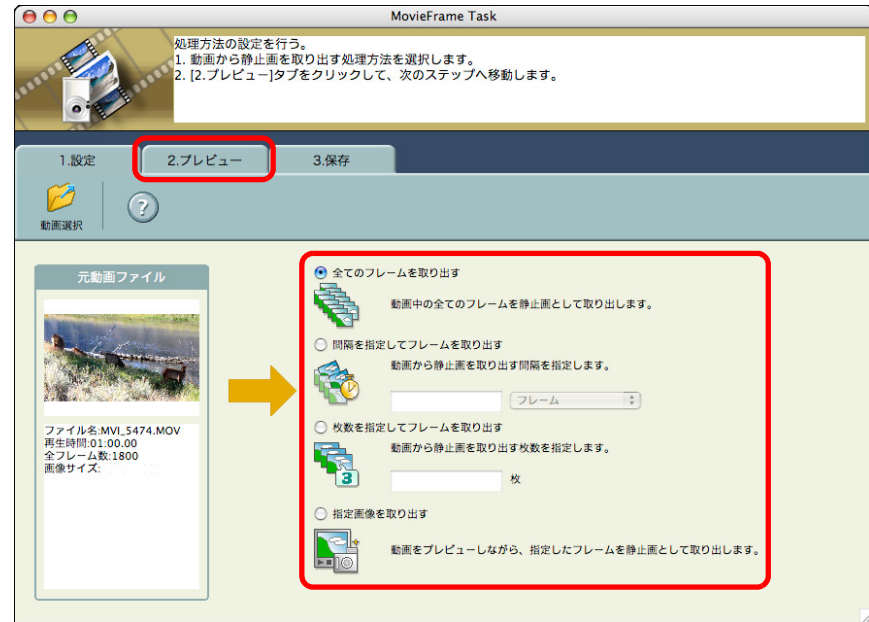 MovieFrame Task
処理方法の設定を行う。
1. 動画から静止画を取り出す処理方法を選択します。
2. [2.プレビュー]タブをクリックして、次のステップへ移動します。
1.設定
2.プレビュー
3.保存
動画選択
?
元動画ファイル
ファイル名:MVI_5474.MOV
再生時間:01:00.00
全フレーム数:1800
画像サイズ:
全てのフレームを取り出す
動画中の全てのフレームを静止画として取り出します。
間隔を指定してフレームを取り出す
動画から静止画を取り出す間隔を指定します。
フレーム
枚数を指定してフレームを取り出す
動画から静止画を取り出す枚数を指定します。
3
枚
指定画像を取り出す
動画をプレビューしながら、指定したフレームを静止画として取り出します。